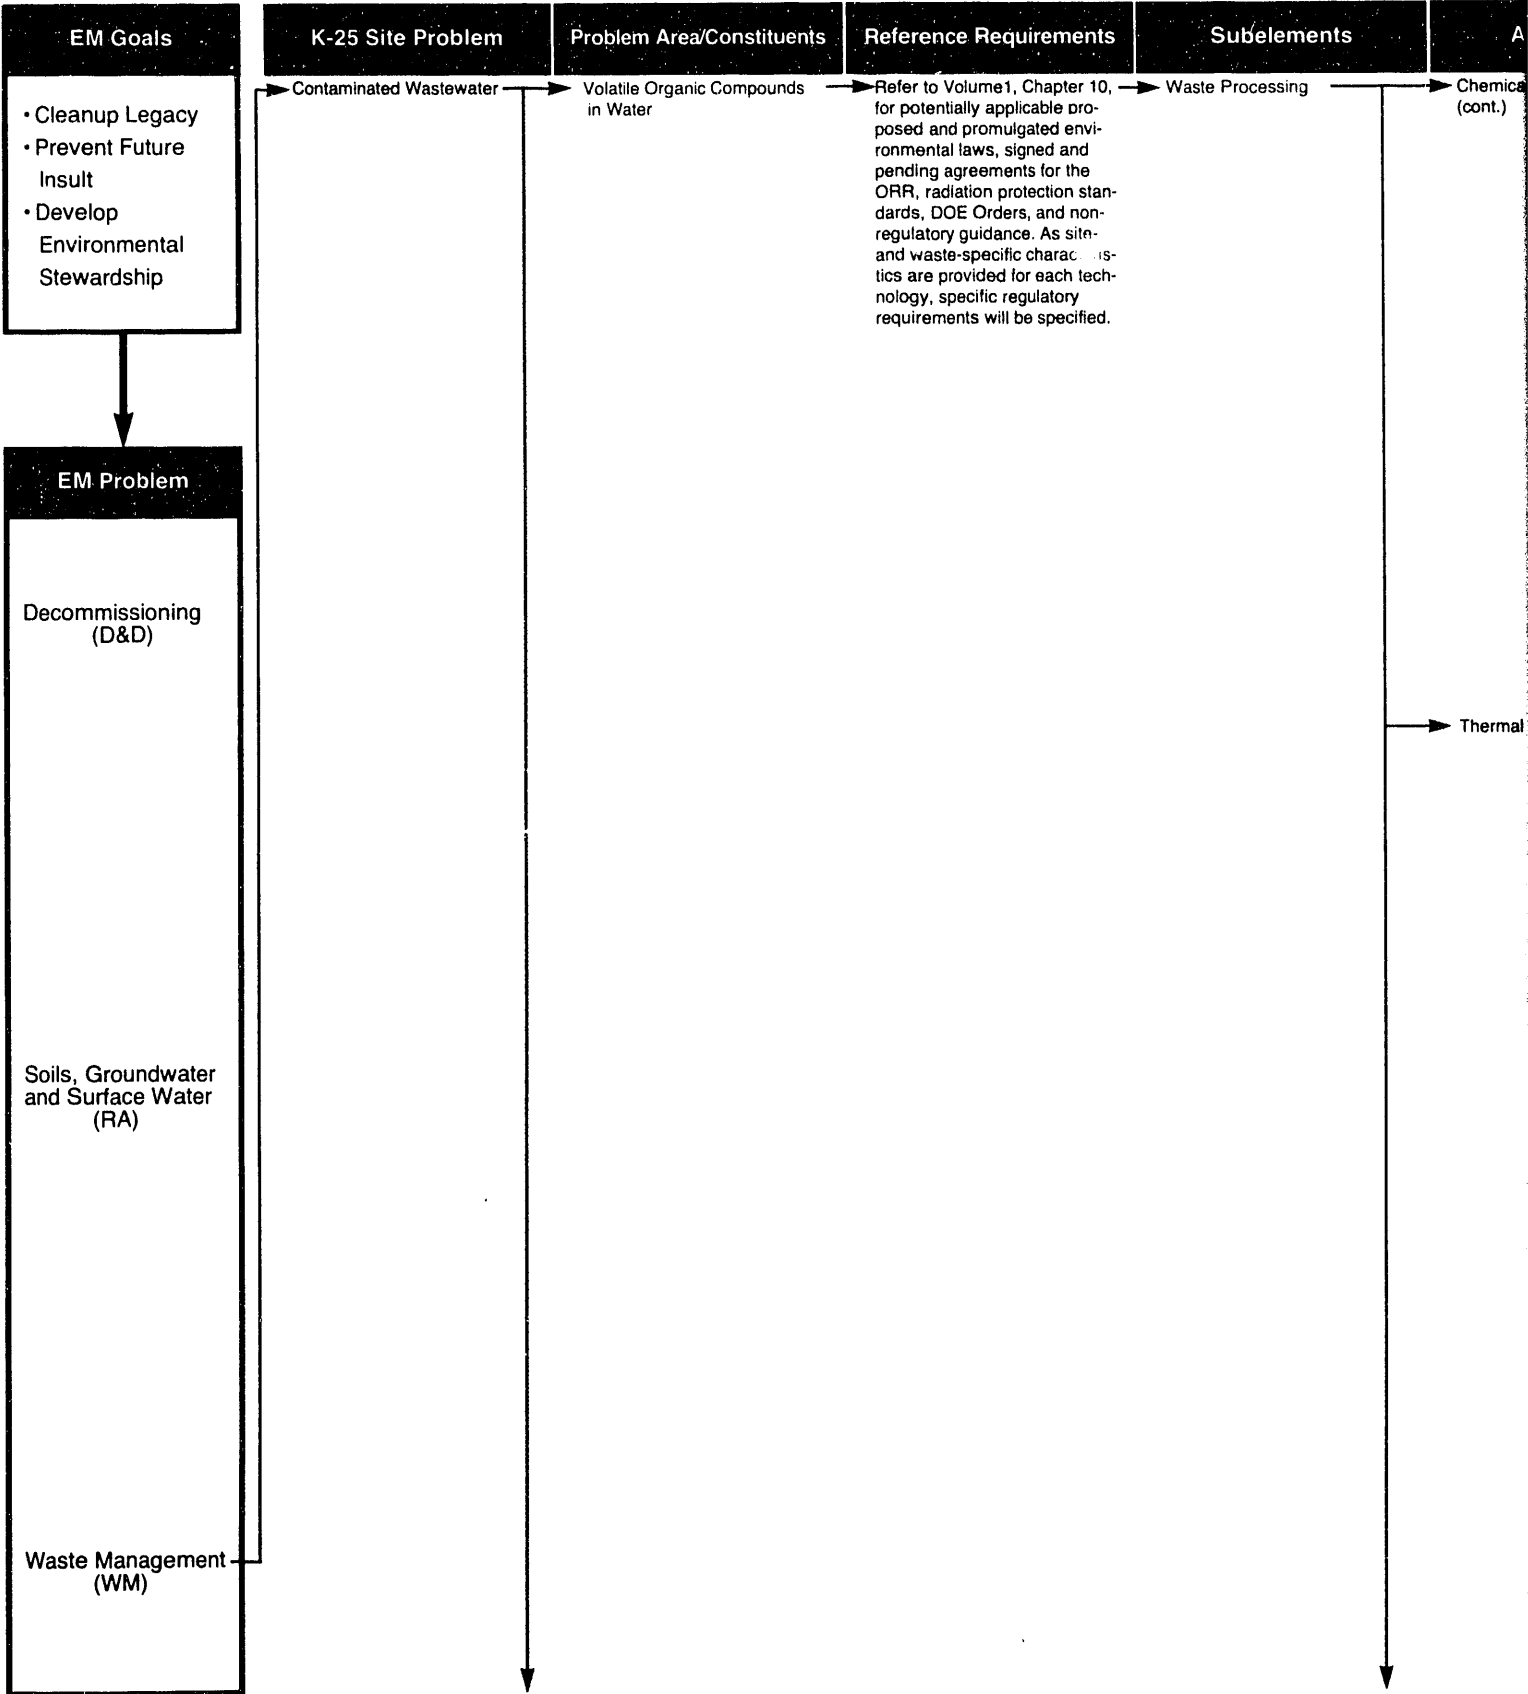 EM Goals
• Cleanup Legacy
• Prevent Future
Insult
• Develop
Environmental
Stewardship
EM Problem
Decommissioning
(D&D)
Soils, Groundwater
and Surface Water
(RA)
Waste Management
(WM)
K-25 Site Problem
Contaminated Wastewater
Problem Area/Constituents
Volatile Organic Compounds
in Water
Reference Requirements
Refer to Volume1, Chapter 10,
for potentially applicable pro-
posed and promulgated envi-
ronmental laws, signed and
pending agreements for the
ORR, radiation protection stan-
dards, DOE Orders, and non-
regulatory guidance. As site-
and waste-specific charac is-
tics are provided for each tech-
nology, specific regulatory
requirements will be specified.
Subelements
Waste Processing
A
Chemica
(cont.)
Thermal